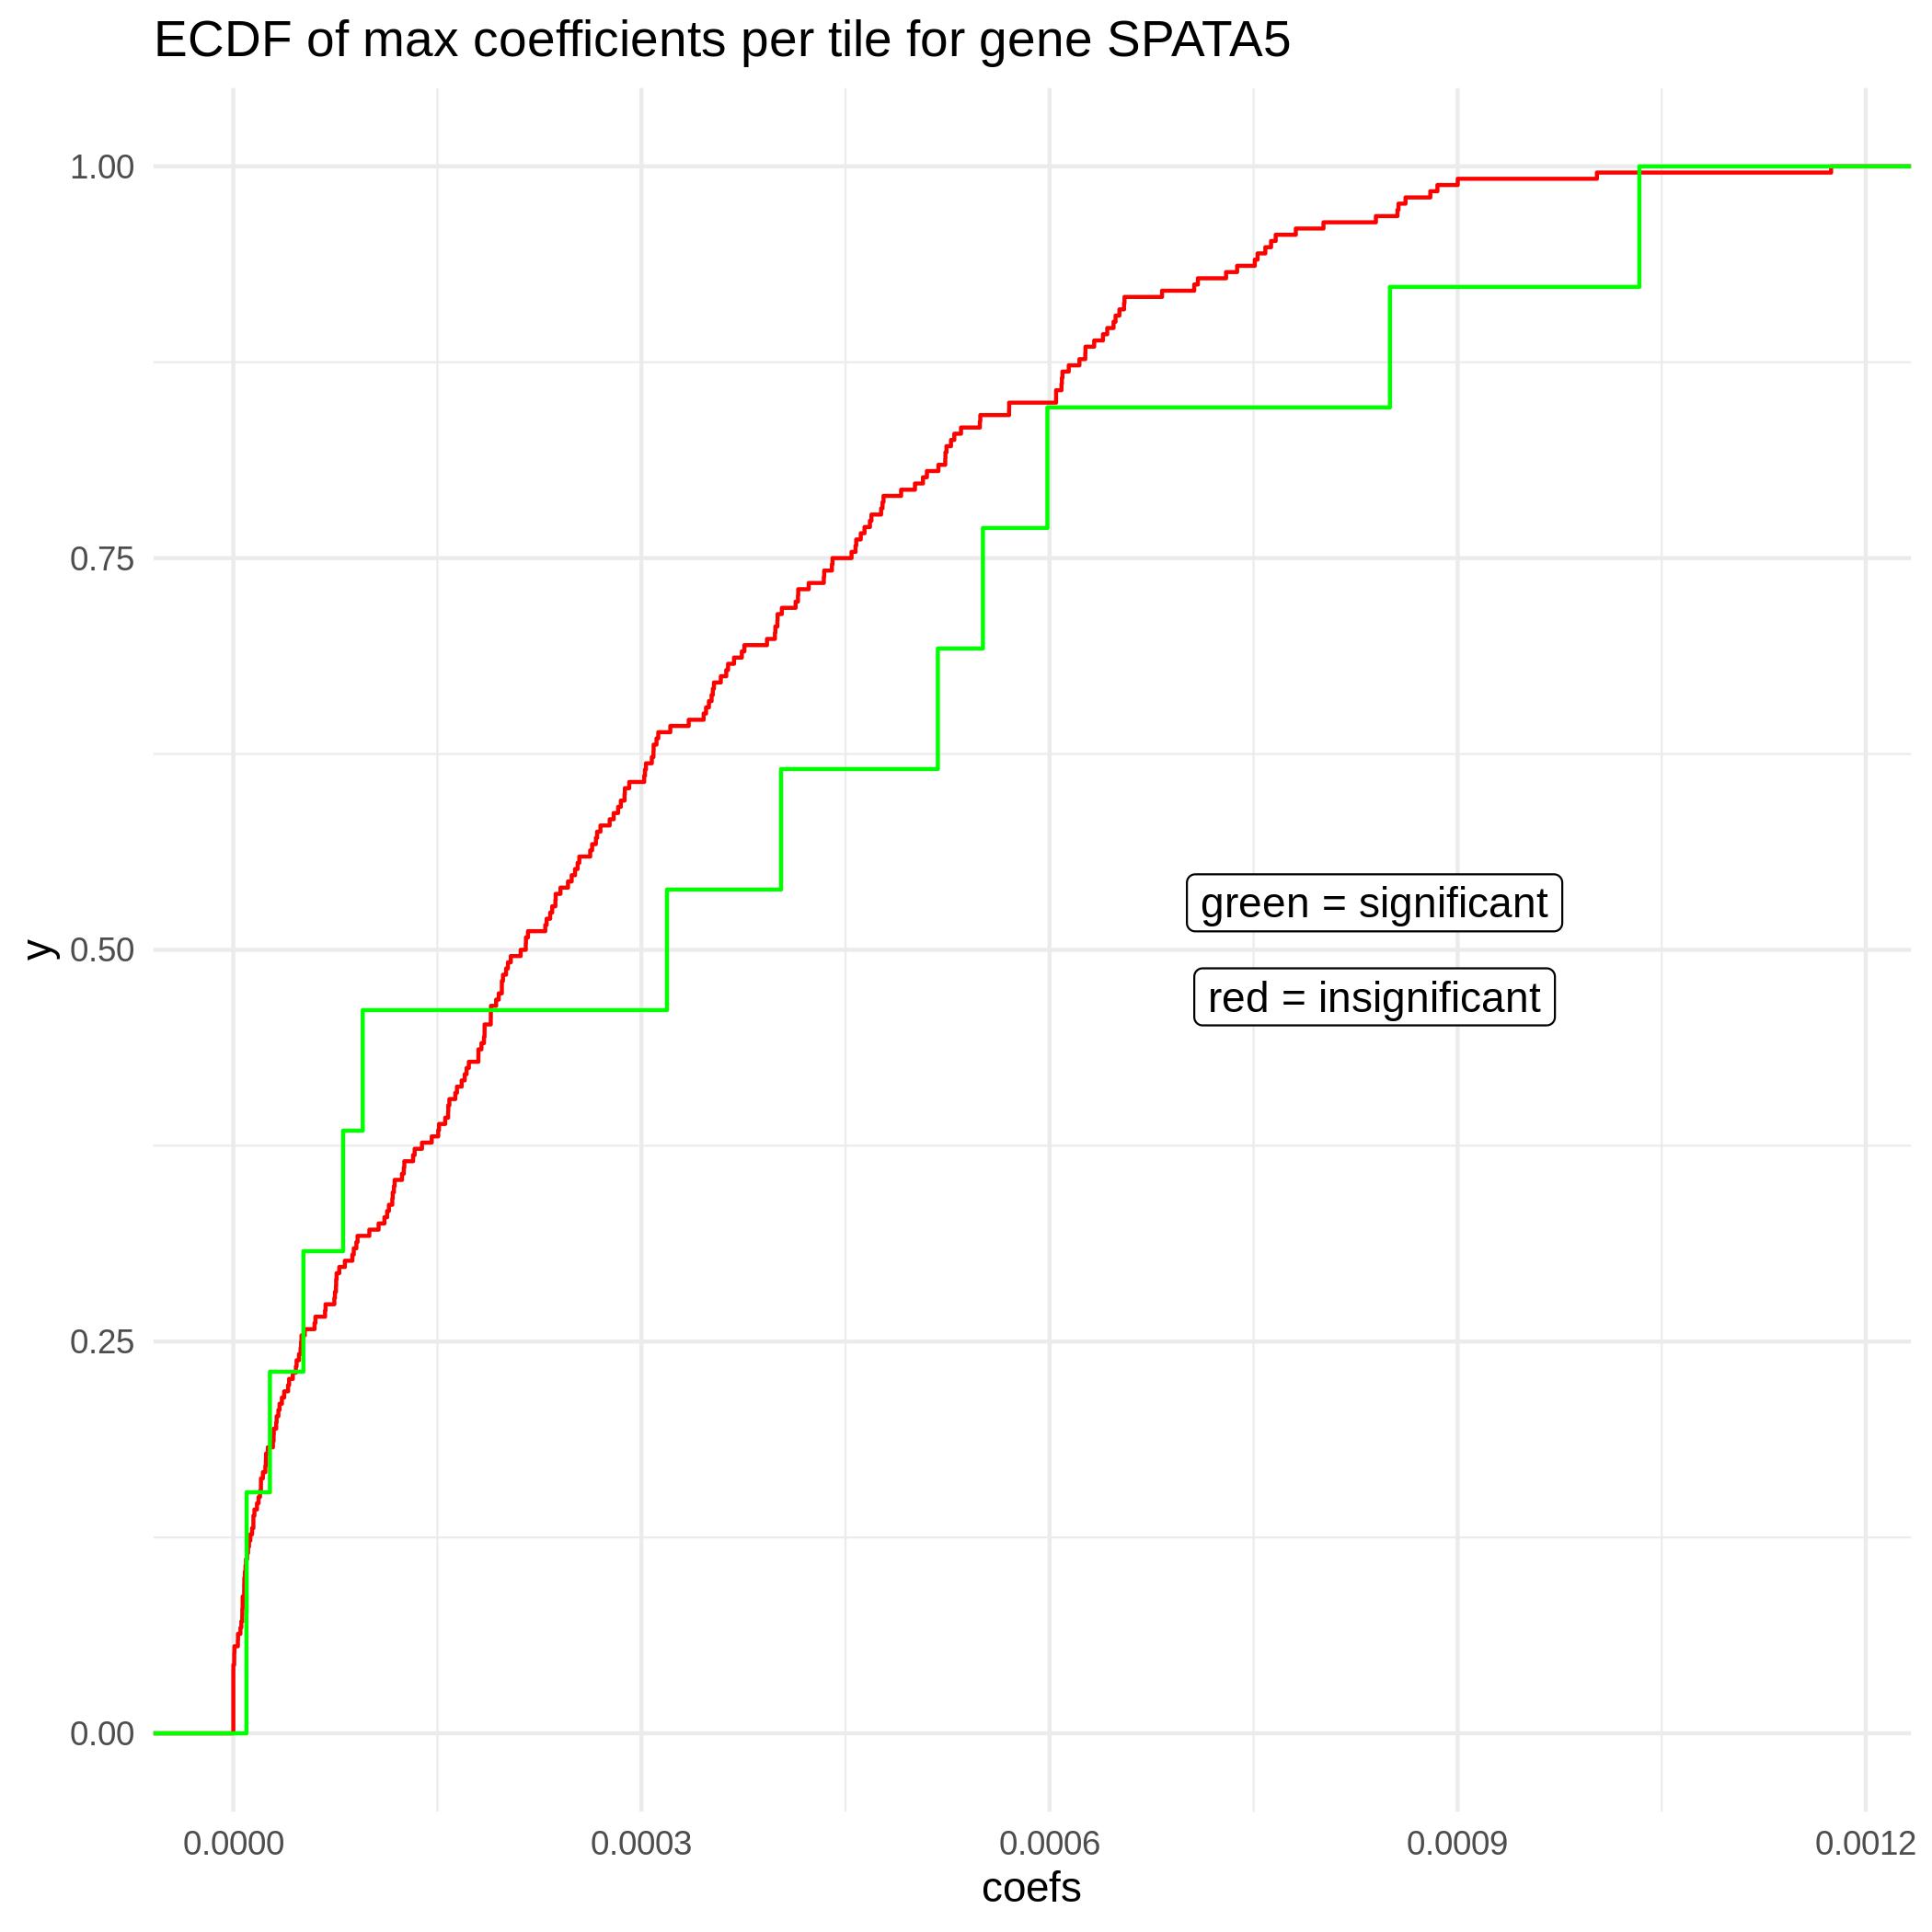 ECDF of max coefficients per tile for gene SPATA5
1.00
0.75
0.50
0.25
0.00
y
green = significant
red = insignificant
0.0000
0.0003
0.0006
0.0009
0.0012
coefs